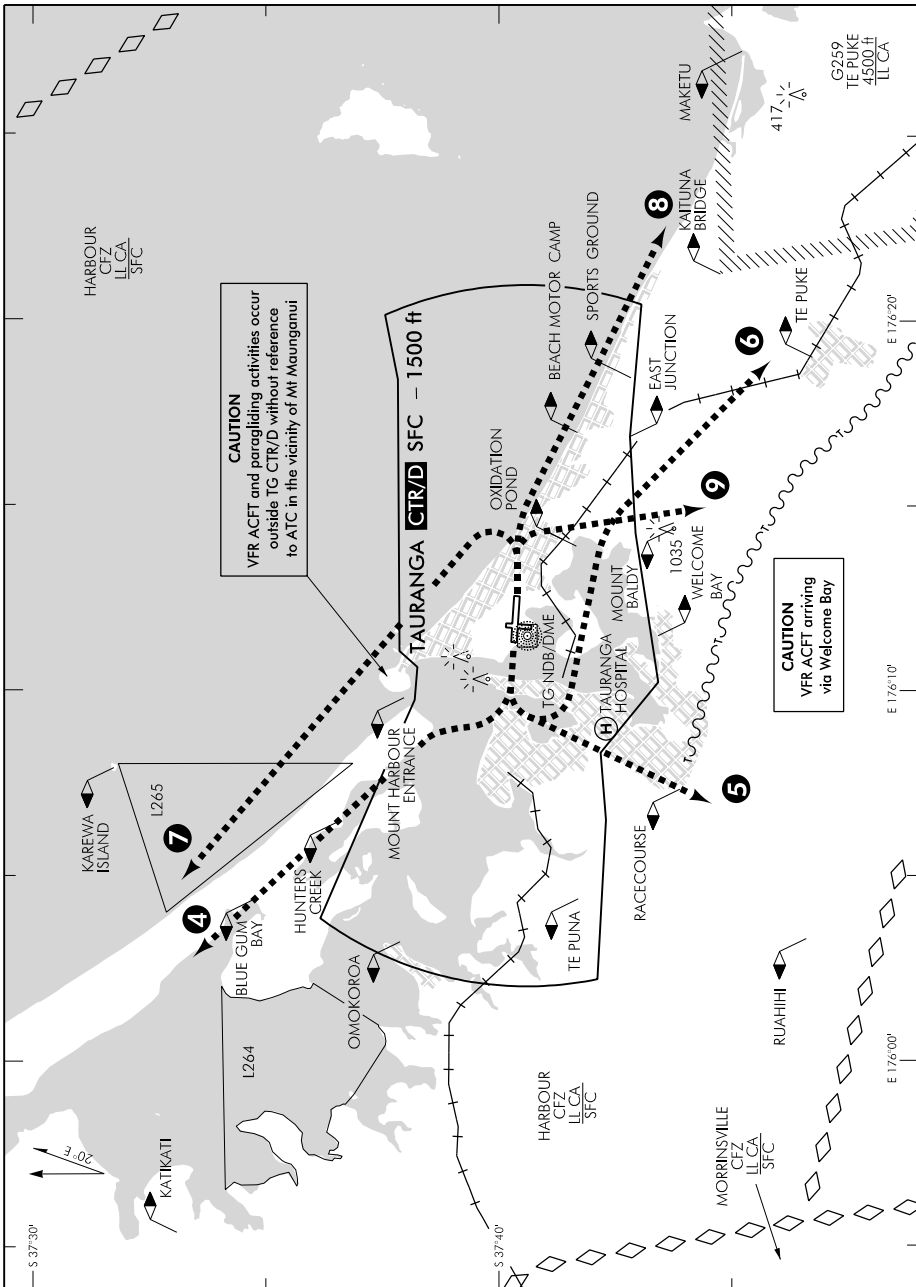 S 37°30'
S 37°40'
20° E
KATIKATI
L264
HARBOUR
CFZ
LL CA
SFC
MORRINSVILLE
CFZ
LL CA
SFC
E 176°00'
RUAHIHI
OMOKOROA
BLUE GUM
BAY
4
HUNTERS
CREEK
TE PUNA
RACECOURSE
7
L265
KAREWA
ISLAND
MOUNT HARBOUR
ENTRANCE
5
H
TAURANGA
HOSPITAL
TG NDB/DME
E 176°10'
CAUTION
VFR ACFT arriving
via Welcome Bay
WELCOME
BAY
MOUNT
BALDY
1035
9
CAUTION
VFR ACFT and paragliding activities occur
outside TG CTR/D without reference
to ATC in the vicinity of Mt Maunganui
TAURANGA CTR/D SFC – 1500 ft
OXIDATION
POND
BEACH MOTOR CAMP
SPORTS GROUND
EAST
JUNCTION
6
TE PUKE
E 176°20'
8
KAITUNA
BRIDGE
HARBOUR
CFZ
LL CA
SFC
MAKETU
417
G259
TE PUKE
4500 ft
LL CA
T
T
T
T